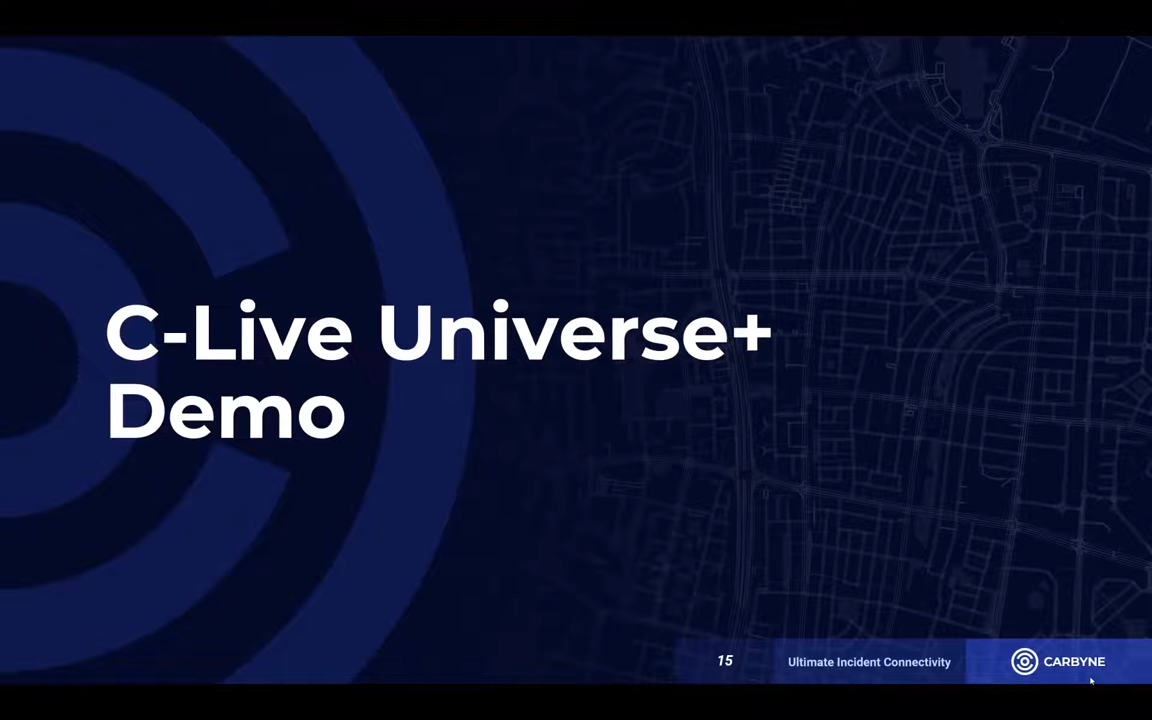 C-Live Universe+
Demo
15
Ultimate Incident Connectivity
CARBYNE